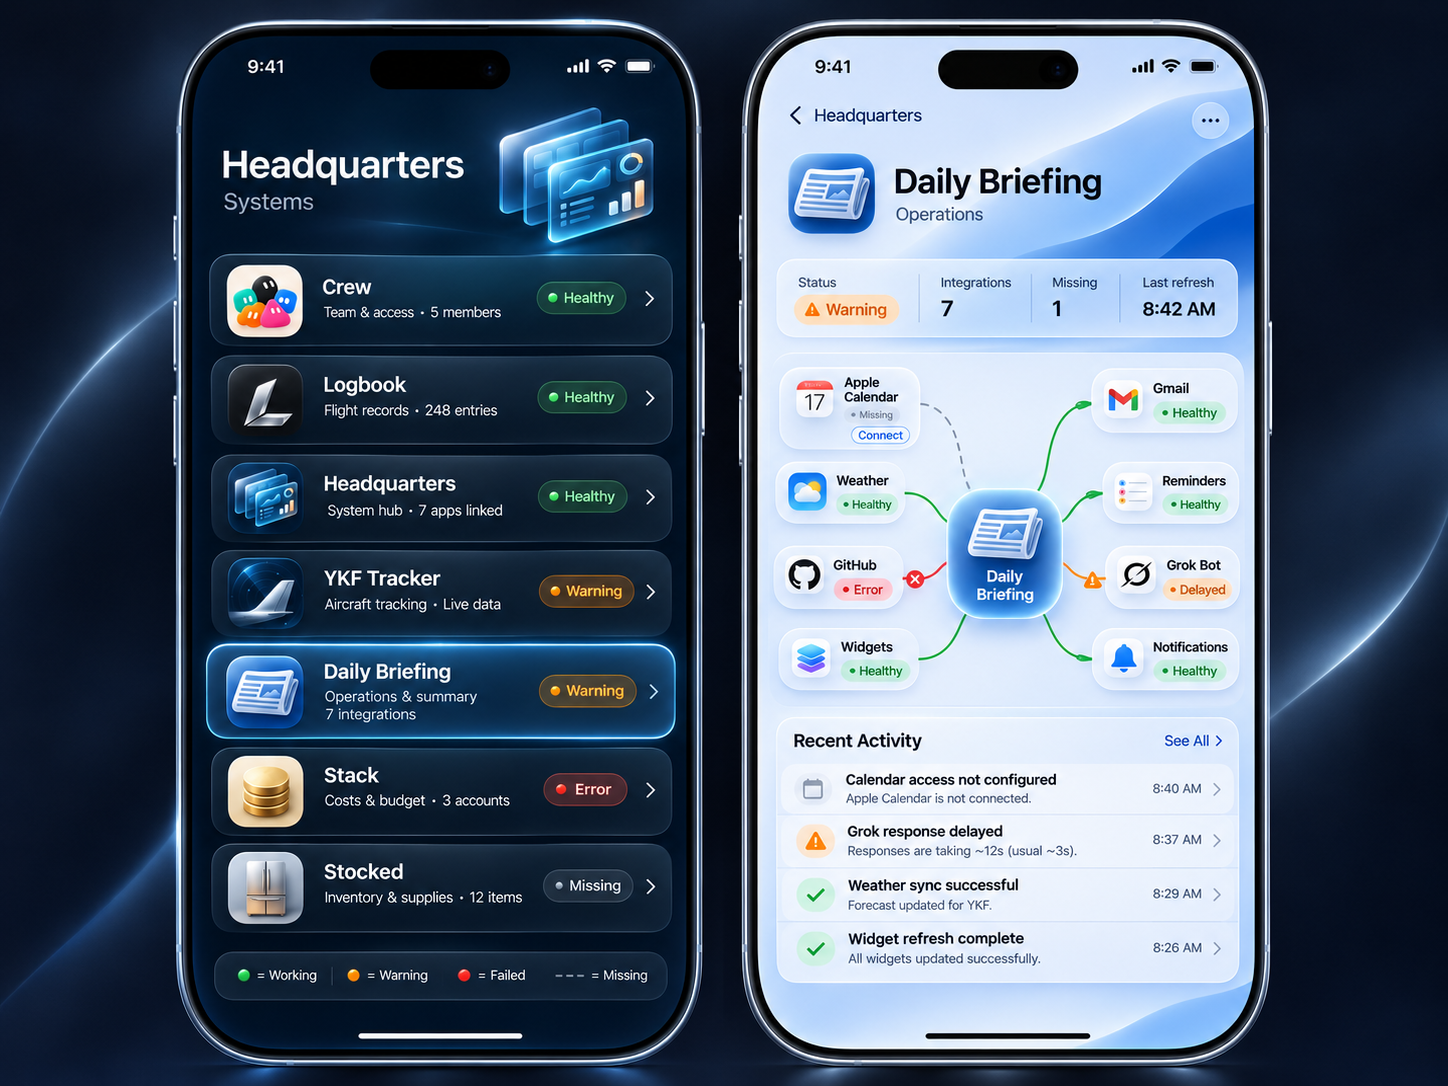 9:41
Headquarters
Systems
Crew
Team & access • 5 members
Healthy
Logbook
Flight records • 248 entries
Healthy
Headquarters
System hub • 7 apps linked
Healthy
YKF Tracker
Aircraft tracking • Live data
Warning
Daily Briefing
Operations & summary
7 integrations
Warning
Stack
Costs & budget • 3 accounts
Error
Stocked
Inventory & supplies • 12 items
Missing
= Working
= Warning
= Failed
= Missing
9:41
Headquarters
Daily Briefing
Operations
Status
Warning
Integrations
7
Missing
1
Last refresh
8:42 AM
17
Apple
Calendar
Missing
Connect
Gmail
Healthy
Weather
Healthy
Reminders
Healthy
GitHub
Error
Daily
Briefing
Grok Bot
Delayed
Widgets
Healthy
Notifications
Healthy
Recent Activity
See All
Calendar access not configured
Apple Calendar is not connected.
8:40 AM
Grok response delayed
Responses are taking ~12s (usual ~3s).
8:37 AM
Weather sync successful
Forecast updated for YKF.
8:29 AM
Widget refresh complete
All widgets updated successfully.
8:26 AM